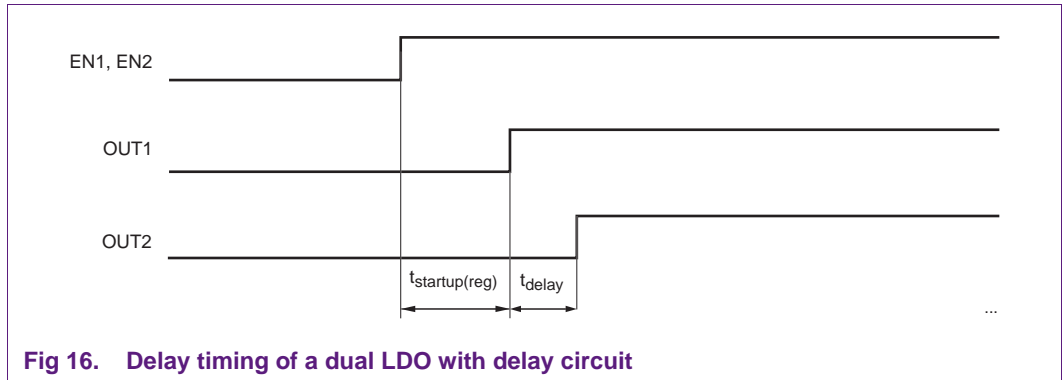 EN1, EN2
OUT1
OUT2
tstartup(reg) tdelay
...
Fig 16. Delay timing of a dual LDO with delay circuit